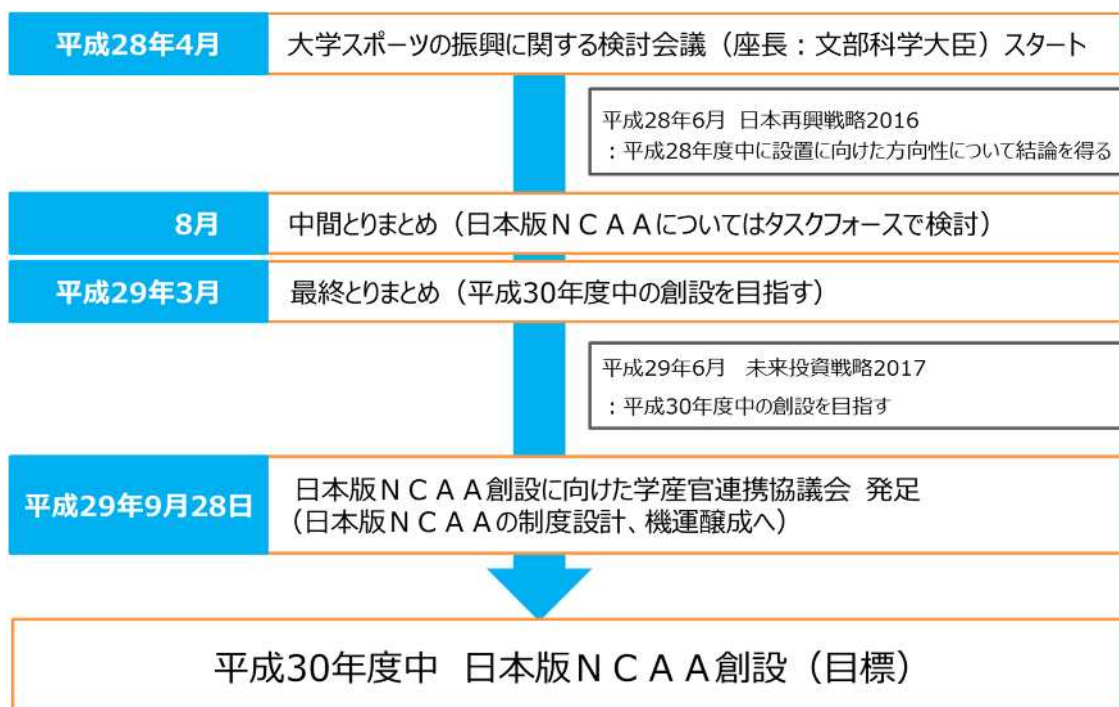 平成28年4月
大学スポーツの振興に関する検討会議（座長：文部科学大臣）スタート
平成28年6月 日本再興戦略2016
：平成28年度中に設置に向けた方向性について結論を得る
8月
中間とりまとめ（日本版ＮＣＡＡについてはタスクフォースで検討）
平成29年3月
最終とりまとめ（平成30年度中の創設を目指す）
平成29年6月　未来投資戦略2017
：平成30年度中の創設を目指す
平成29年9月28日
日本版ＮＣＡＡ創設に向けた学産官連携協議会 発足
（日本版ＮＣＡＡの制度設計、機運醸成へ）
平成30年度中 日本版ＮＣＡＡ創設（目標）